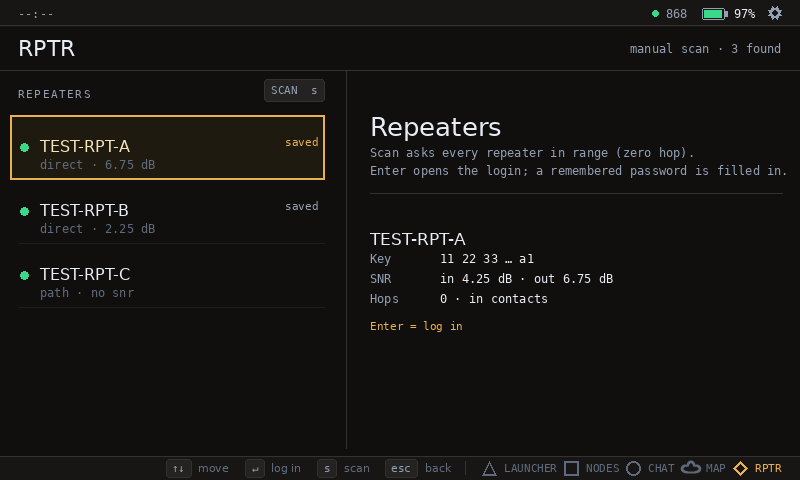 --:-- 868 97%
RPTR manual scan · 3 found
REPEATERS SCAN s
TEST-RPT-A saved
direct · 6.75 dB
TEST-RPT-B saved
direct · 2.25 dB
TEST-RPT-C
path · no snr
Repeaters
Scan asks every repeater in range (zero hop).
Enter opens the login; a remembered password is filled in.
TEST-RPT-A
Key 11 22 33 … a1
SNR in 4.25 dB · out 6.75 dB
Hops 0 · in contacts
Enter = log in
↑↓ move ↵ log in s scan esc back LAUNCHER NODES CHAT MAP RPTR